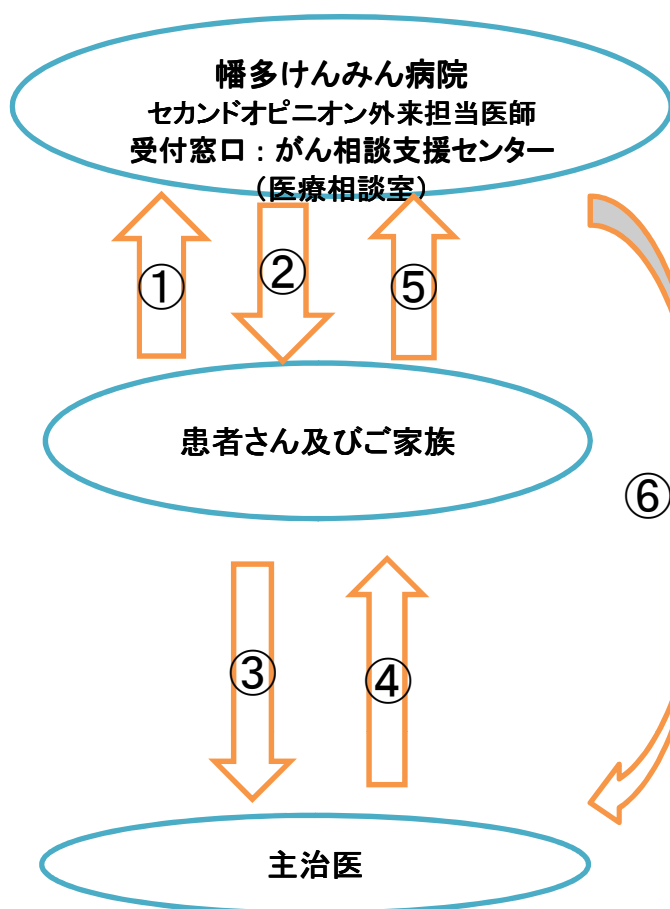 幡多けんみん病院
セカンドオピニオン外来担当医師
受付窓口：がん相談支援センター
（医療相談室）
①
②
⑤
患者さん及びご家族
⑥
③
④
主治医